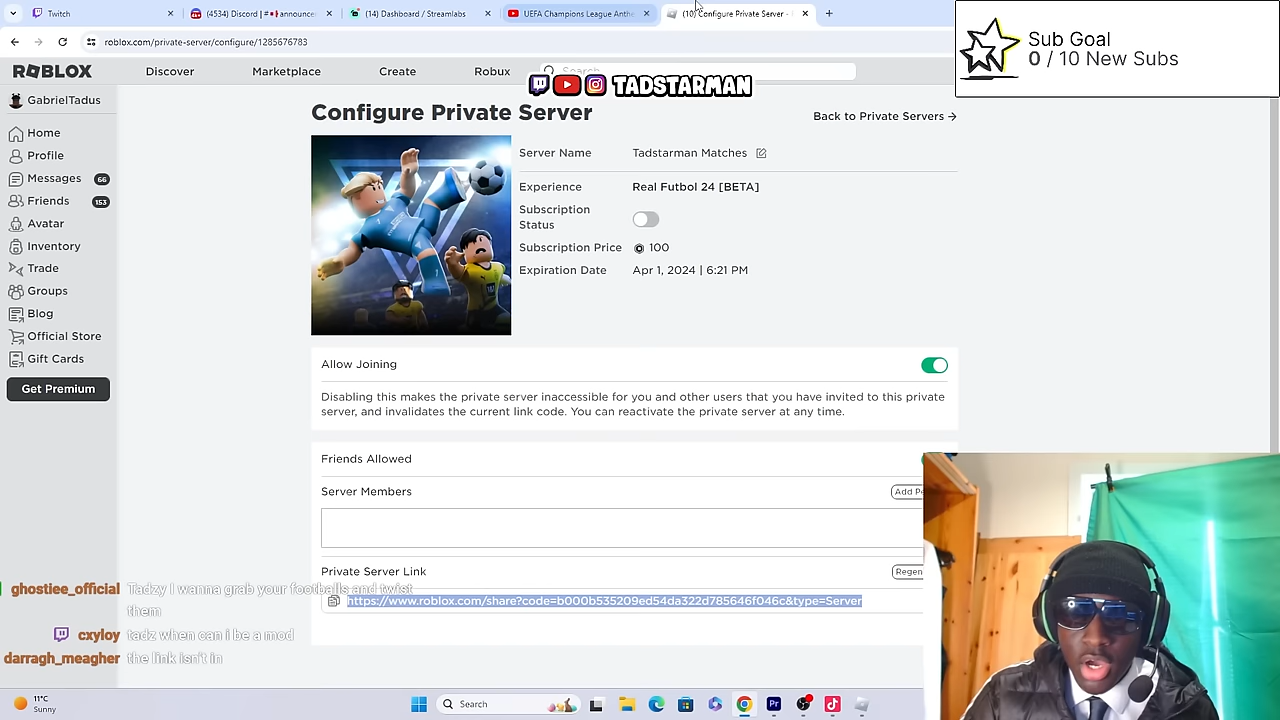 Twitch
(4534) Discord | #
announce
(14) Dashboard / Streamlabs
UEFA Champions League Anthe
(10) Configure Private Server -
roblox.com/private-server/configure/1285676783
Sub Goal
0 / 10 New Subs
ROBLOX
Discover
Marketplace
Create
Robux
Search
TADSTARMAN
GabrielTadus
Home
Profile
Messages 66
Friends 153
Avatar
Inventory
Trade
Groups
Blog
Official Store
Gift Cards
Get Premium
Configure Private Server
Back to Private Servers →
Server Name Tadstarman Matches
Experience Real Futbol 24 [BETA]
Subscription
Status
Subscription Price 100
Expiration Date Apr 1, 2024 | 6:21 PM
Allow Joining
Disabling this makes the private server inaccessible for you and other users that you have invited to this private
server, and invalidates the current link code. You can reactivate the private server at any time.
Friends Allowed
Server Members
Add Pe
Private Server Link
Regen
https://www.roblox.com/share?code=b000b535209ed54da322d785646f046c&type=Server
ghostiee_official Tadzy I wanna grab your footballs and twist
them
cxyloy tadz when can i be a mod
darragh_meagher the link isn't in
11°C
Sunny
Search
Pr